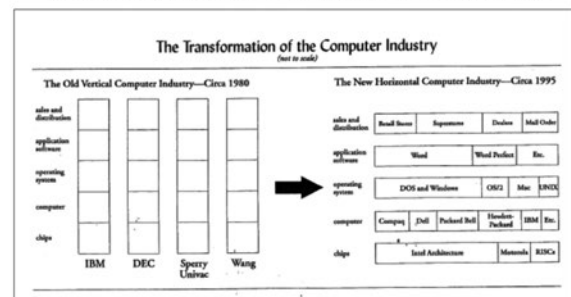 The Transformation of the Computer Industry
(not to scale)
The Old Vertical Computer Industry—Circa 1980
sales and distribution
application software
operating system
computer
chips
IBM
DEC
Sperry Univac
Wang
The New Horizontal Computer Industry—Circa 1995
sales and distribution
Retail Stores Superstores Dealers Mail Order
application software
Word Word Perfect Etc.
operating system
DOS and Windows OS/2 Mac UNIX
computer
Compaq Dell Packard Bell Hewlett-Packard IBM Etc.
chips
Intel Architecture Motorola RISCs